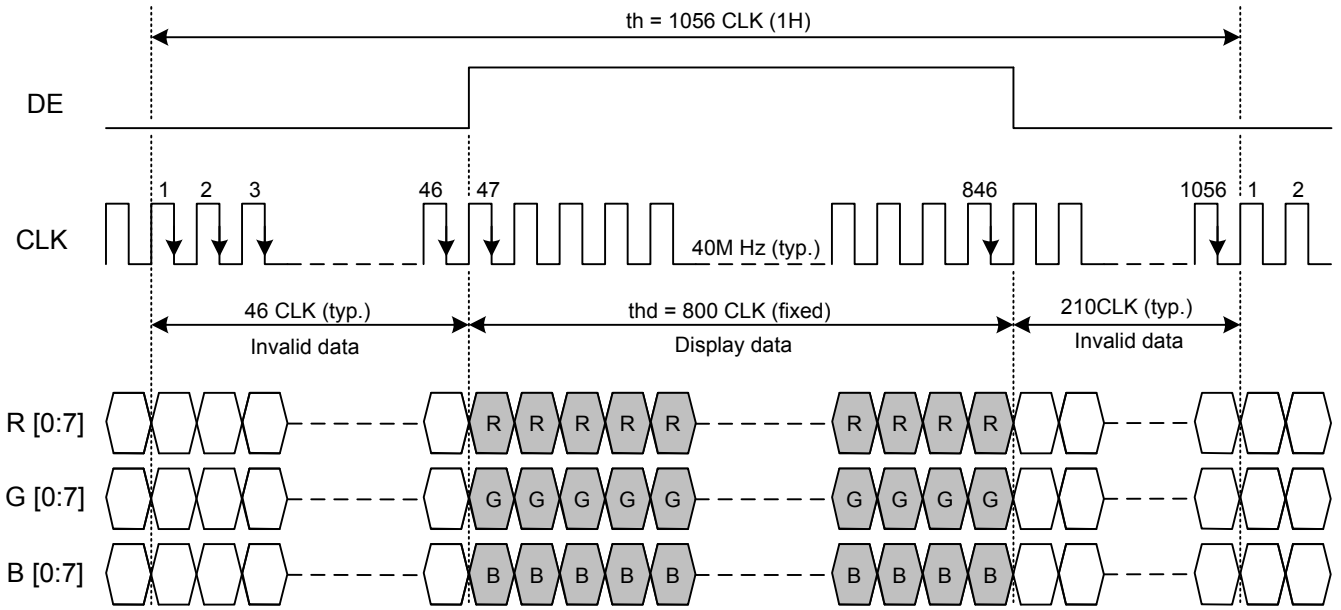 th = 1056 CLK (1H)
DE
1 2 3 46 47 846 1056 1 2
CLK
40M Hz (typ.)
46 CLK (typ.) thd = 800 CLK (fixed) 210CLK (typ.)
Invalid data Display data Invalid data
R [0:7] R R R R R R R R R
G [0:7] G G G G G G G G G
B [0:7] B B B B B B B B B